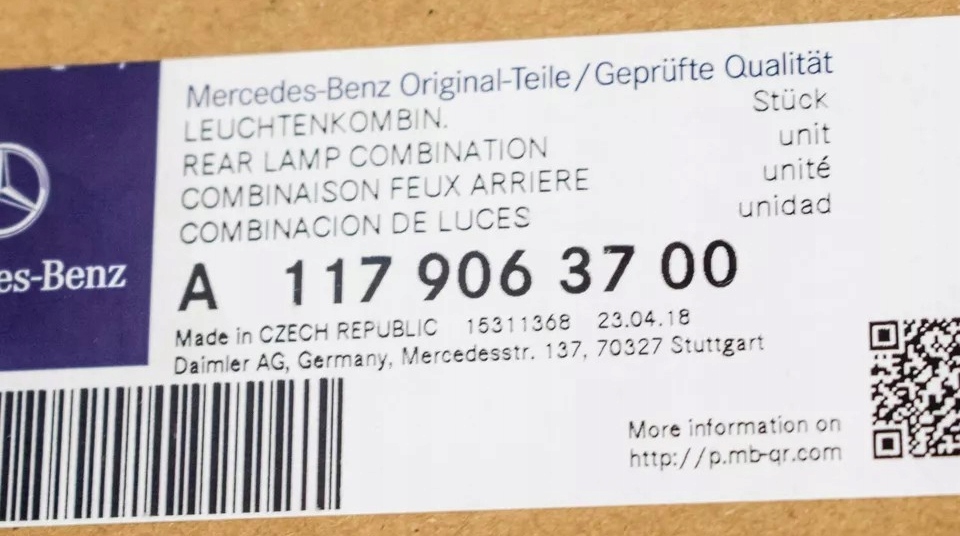 Mercedes-Benz Original-Teile/Geprüfte Qualität
LEUCHTENKOMBIN. Stück
REAR LAMP COMBINATION unit
COMBINAISON FEUX ARRIERE unité
COMBINACION DE LUCES unidad
es-Benz
A 117 906 37 00
Made in CZECH REPUBLIC 15311368 23.04.18
Daimler AG, Germany, Mercedesstr. 137, 70327 Stuttgart
More information on
http://p.mb-qr.com